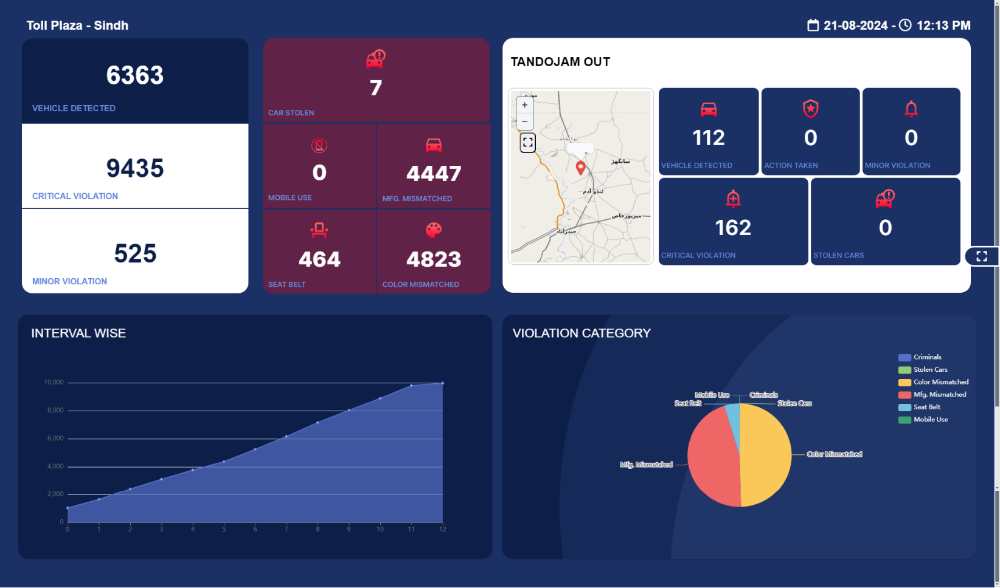 Toll Plaza - Sindh
21-08-2024 - 12:13 PM
6363
VEHICLE DETECTED
9435
CRITICAL VIOLATION
525
MINOR VIOLATION
7
CAR STOLEN
0
MOBILE USE
4447
MFG. MISMATCHED
464
SEAT BELT
4823
COLOR MISMATCHED
TANDOJAM OUT
+
−
نوابشاہ
×
سانگھڑ
ٹنڈو آدم
میرپور خاص
حیدرآباد
112
VEHICLE DETECTED
0
ACTION TAKEN
0
MINOR VIOLATION
162
CRITICAL VIOLATION
0
STOLEN CARS
INTERVAL WISE
10,000
8,000
6,000
4,000
2,000
0
0 1 2 3 4 5 6 7 8 9 10 11 12
VIOLATION CATEGORY
Criminals
Stolen Cars
Color Mismatched
Mfg. Mismatched
Seat Belt
Mobile Use
Mobile Use Criminals
Seat Belt Stolen Cars
Color Mismatched
Mfg. Mismatched